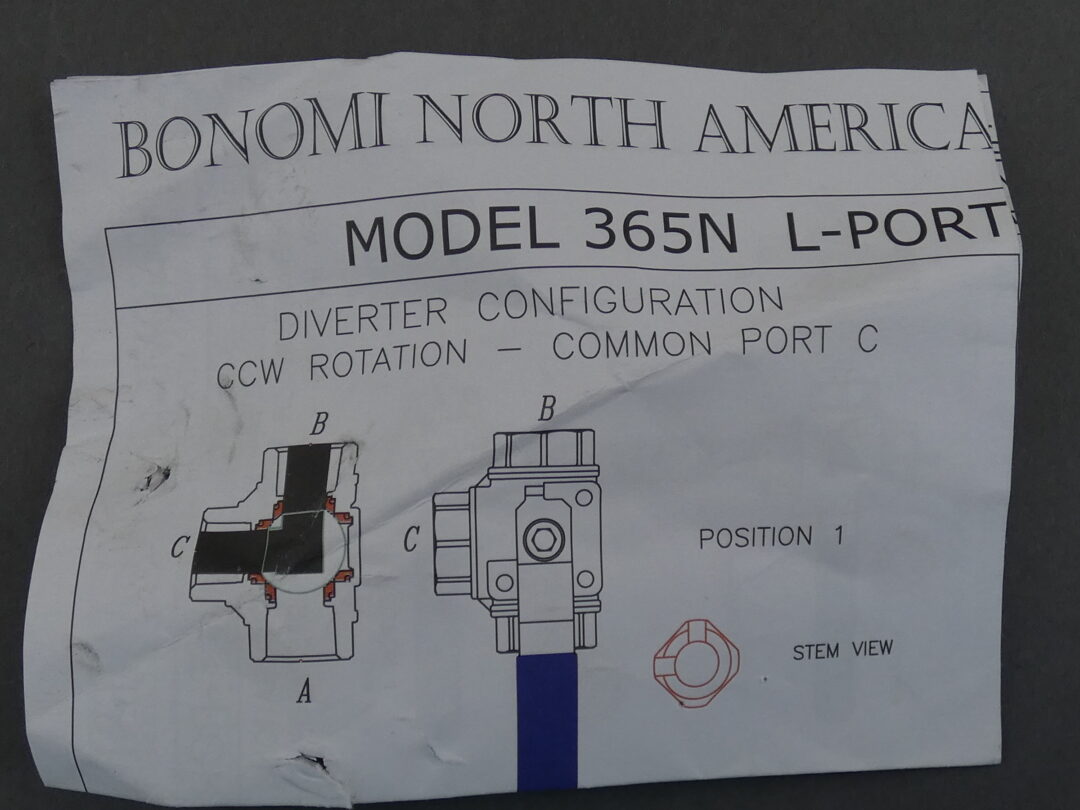 BONOMI NORTH AMERICA
MODEL 365N L-PORT
DIVERTER CONFIGURATION
CCW ROTATION - COMMON PORT C
B
C
A
B
C
POSITION 1
STEM VIEW